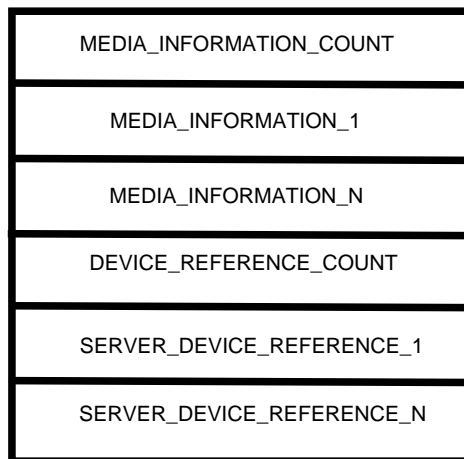 MEDIA_INFORMATION_COUNT
MEDIA_INFORMATION_1
MEDIA_INFORMATION_N
DEVICE_REFERENCE_COUNT
SERVER_DEVICE_REFERENCE_1
SERVER_DEVICE_REFERENCE_N